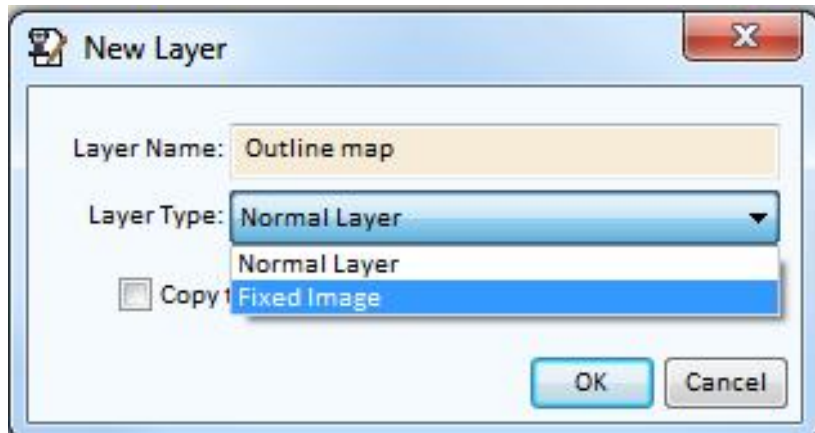 New Layer
Layer Name: Outline map
Layer Type: Normal Layer
Normal Layer
Copy
Fixed Image
OK Cancel